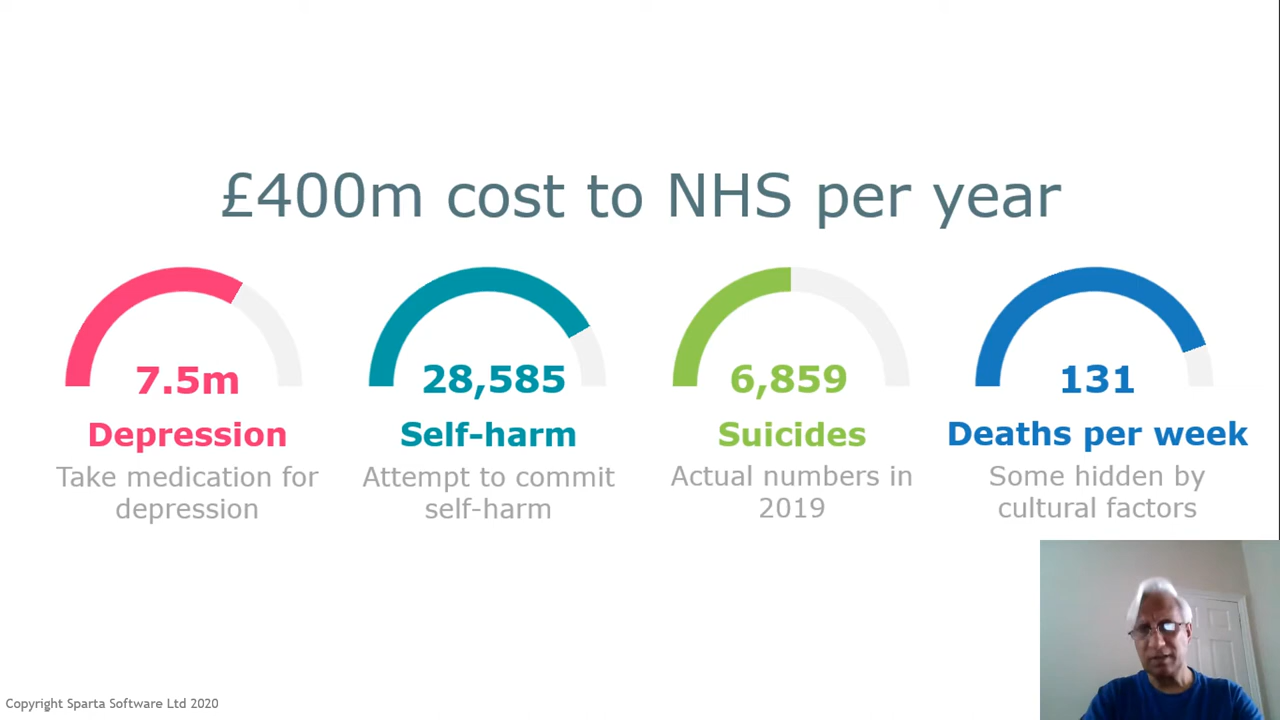 £400m cost to NHS per year
7.5m
Depression
Take medication for
depression
28,585
Self-harm
Attempt to commit
self-harm
6,859
Suicides
Actual numbers in
2019
131
Deaths per week
Some hidden by
cultural factors
Copyright Sparta Software Ltd 2020